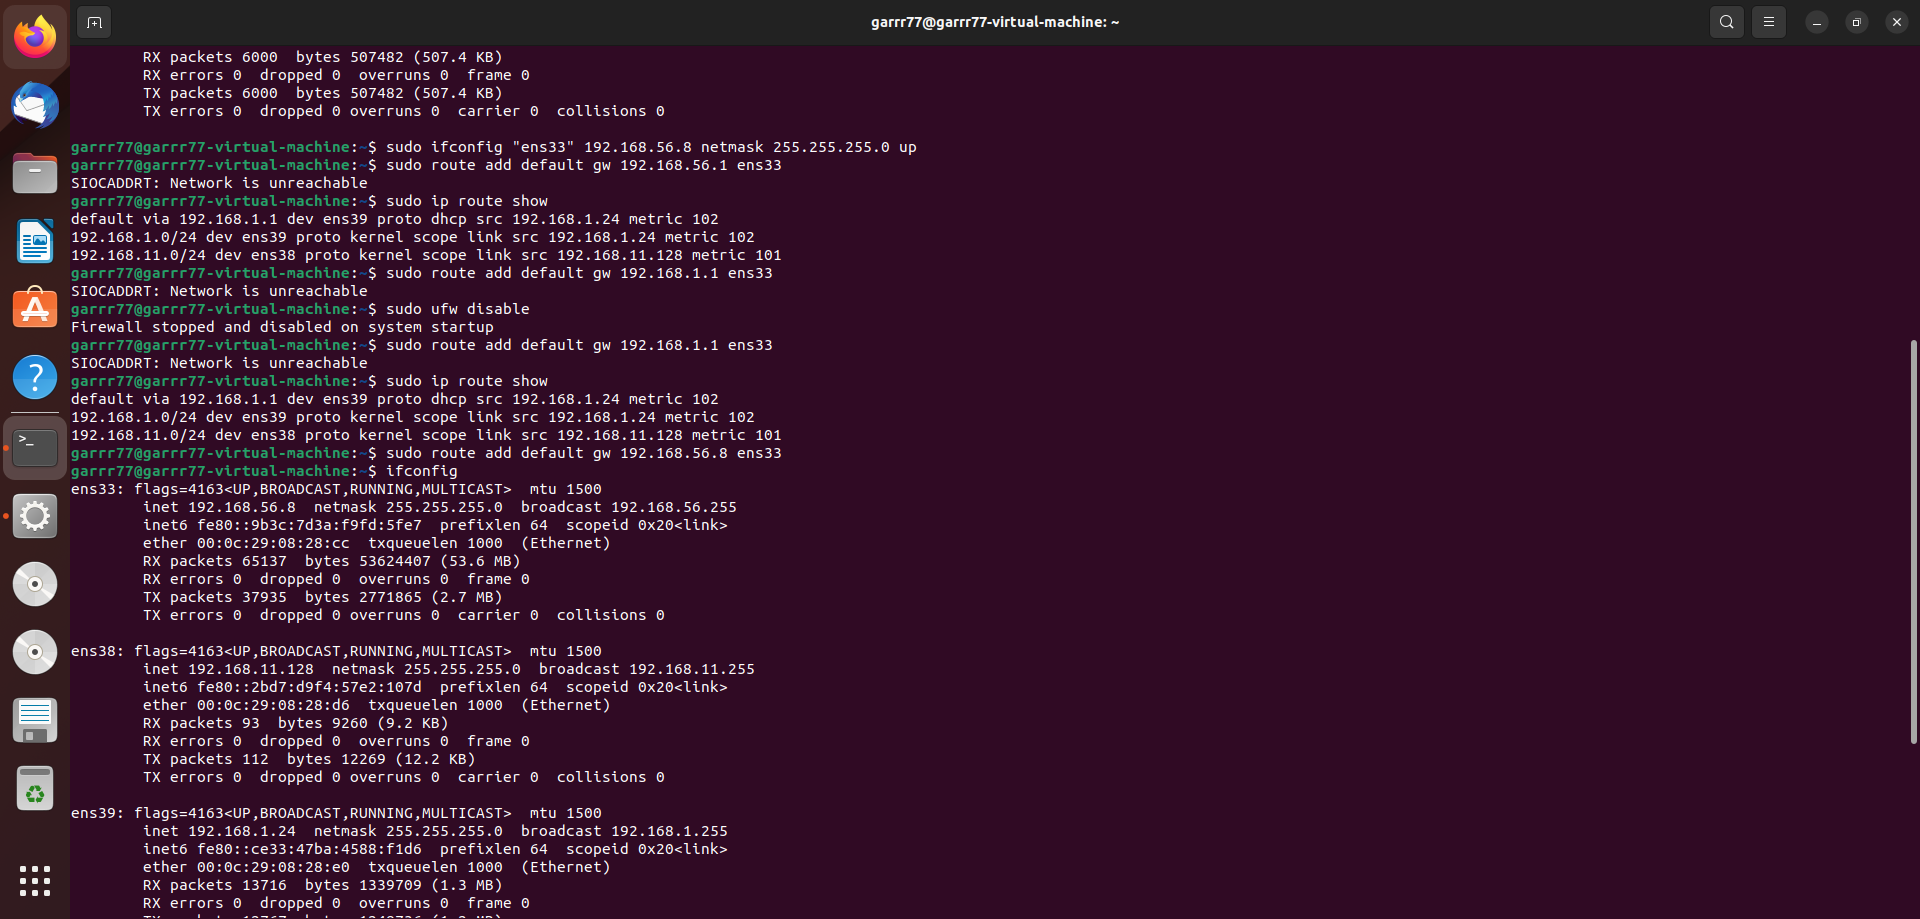 garrr77@garrr77-virtual-machine: ~
RX packets 6000  bytes 507482 (507.4 KB)
RX errors 0  dropped 0  overruns 0  frame 0
TX packets 6000  bytes 507482 (507.4 KB)
TX errors 0  dropped 0 overruns 0  carrier 0  collisions 0
garrr77@garrr77-virtual-machine:~$ sudo ifconfig "ens33" 192.168.56.8 netmask 255.255.255.0 up
garrr77@garrr77-virtual-machine:~$ sudo route add default gw 192.168.56.1 ens33
SIOCADDRT: Network is unreachable
garrr77@garrr77-virtual-machine:~$ sudo ip route show
default via 192.168.1.1 dev ens39 proto dhcp src 192.168.1.24 metric 102
192.168.1.0/24 dev ens39 proto kernel scope link src 192.168.1.24 metric 102
192.168.11.0/24 dev ens38 proto kernel scope link src 192.168.11.128 metric 101
garrr77@garrr77-virtual-machine:~$ sudo route add default gw 192.168.1.1 ens33
SIOCADDRT: Network is unreachable
garrr77@garrr77-virtual-machine:~$ sudo ufw disable
Firewall stopped and disabled on system startup
garrr77@garrr77-virtual-machine:~$ sudo route add default gw 192.168.1.1 ens33
SIOCADDRT: Network is unreachable
garrr77@garrr77-virtual-machine:~$ sudo ip route show
default via 192.168.1.1 dev ens39 proto dhcp src 192.168.1.24 metric 102
192.168.1.0/24 dev ens39 proto kernel scope link src 192.168.1.24 metric 102
192.168.11.0/24 dev ens38 proto kernel scope link src 192.168.11.128 metric 101
garrr77@garrr77-virtual-machine:~$ sudo route add default gw 192.168.56.8 ens33
garrr77@garrr77-virtual-machine:~$ ifconfig
ens33: flags=4163<UP,BROADCAST,RUNNING,MULTICAST>  mtu 1500
inet 192.168.56.8  netmask 255.255.255.0  broadcast 192.168.56.255
inet6 fe80::9b3c:7d3a:f9fd:5fe7  prefixlen 64  scopeid 0x20<link>
ether 00:0c:29:08:28:cc  txqueuelen 1000  (Ethernet)
RX packets 65137  bytes 53624407 (53.6 MB)
RX errors 0  dropped 0  overruns 0  frame 0
TX packets 37935  bytes 2771865 (2.7 MB)
TX errors 0  dropped 0 overruns 0  carrier 0  collisions 0
ens38: flags=4163<UP,BROADCAST,RUNNING,MULTICAST>  mtu 1500
inet 192.168.11.128  netmask 255.255.255.0  broadcast 192.168.11.255
inet6 fe80::2bd7:d9f4:57e2:107d  prefixlen 64  scopeid 0x20<link>
ether 00:0c:29:08:28:d6  txqueuelen 1000  (Ethernet)
RX packets 93  bytes 9260 (9.2 KB)
RX errors 0  dropped 0  overruns 0  frame 0
TX packets 112  bytes 12269 (12.2 KB)
TX errors 0  dropped 0 overruns 0  carrier 0  collisions 0
ens39: flags=4163<UP,BROADCAST,RUNNING,MULTICAST>  mtu 1500
inet 192.168.1.24  netmask 255.255.255.0  broadcast 192.168.1.255
inet6 fe80::ce33:47ba:4588:f1d6  prefixlen 64  scopeid 0x20<link>
ether 00:0c:29:08:28:e0  txqueuelen 1000  (Ethernet)
RX packets 13716  bytes 1339709 (1.3 MB)
RX errors 0  dropped 0  overruns 0  frame 0